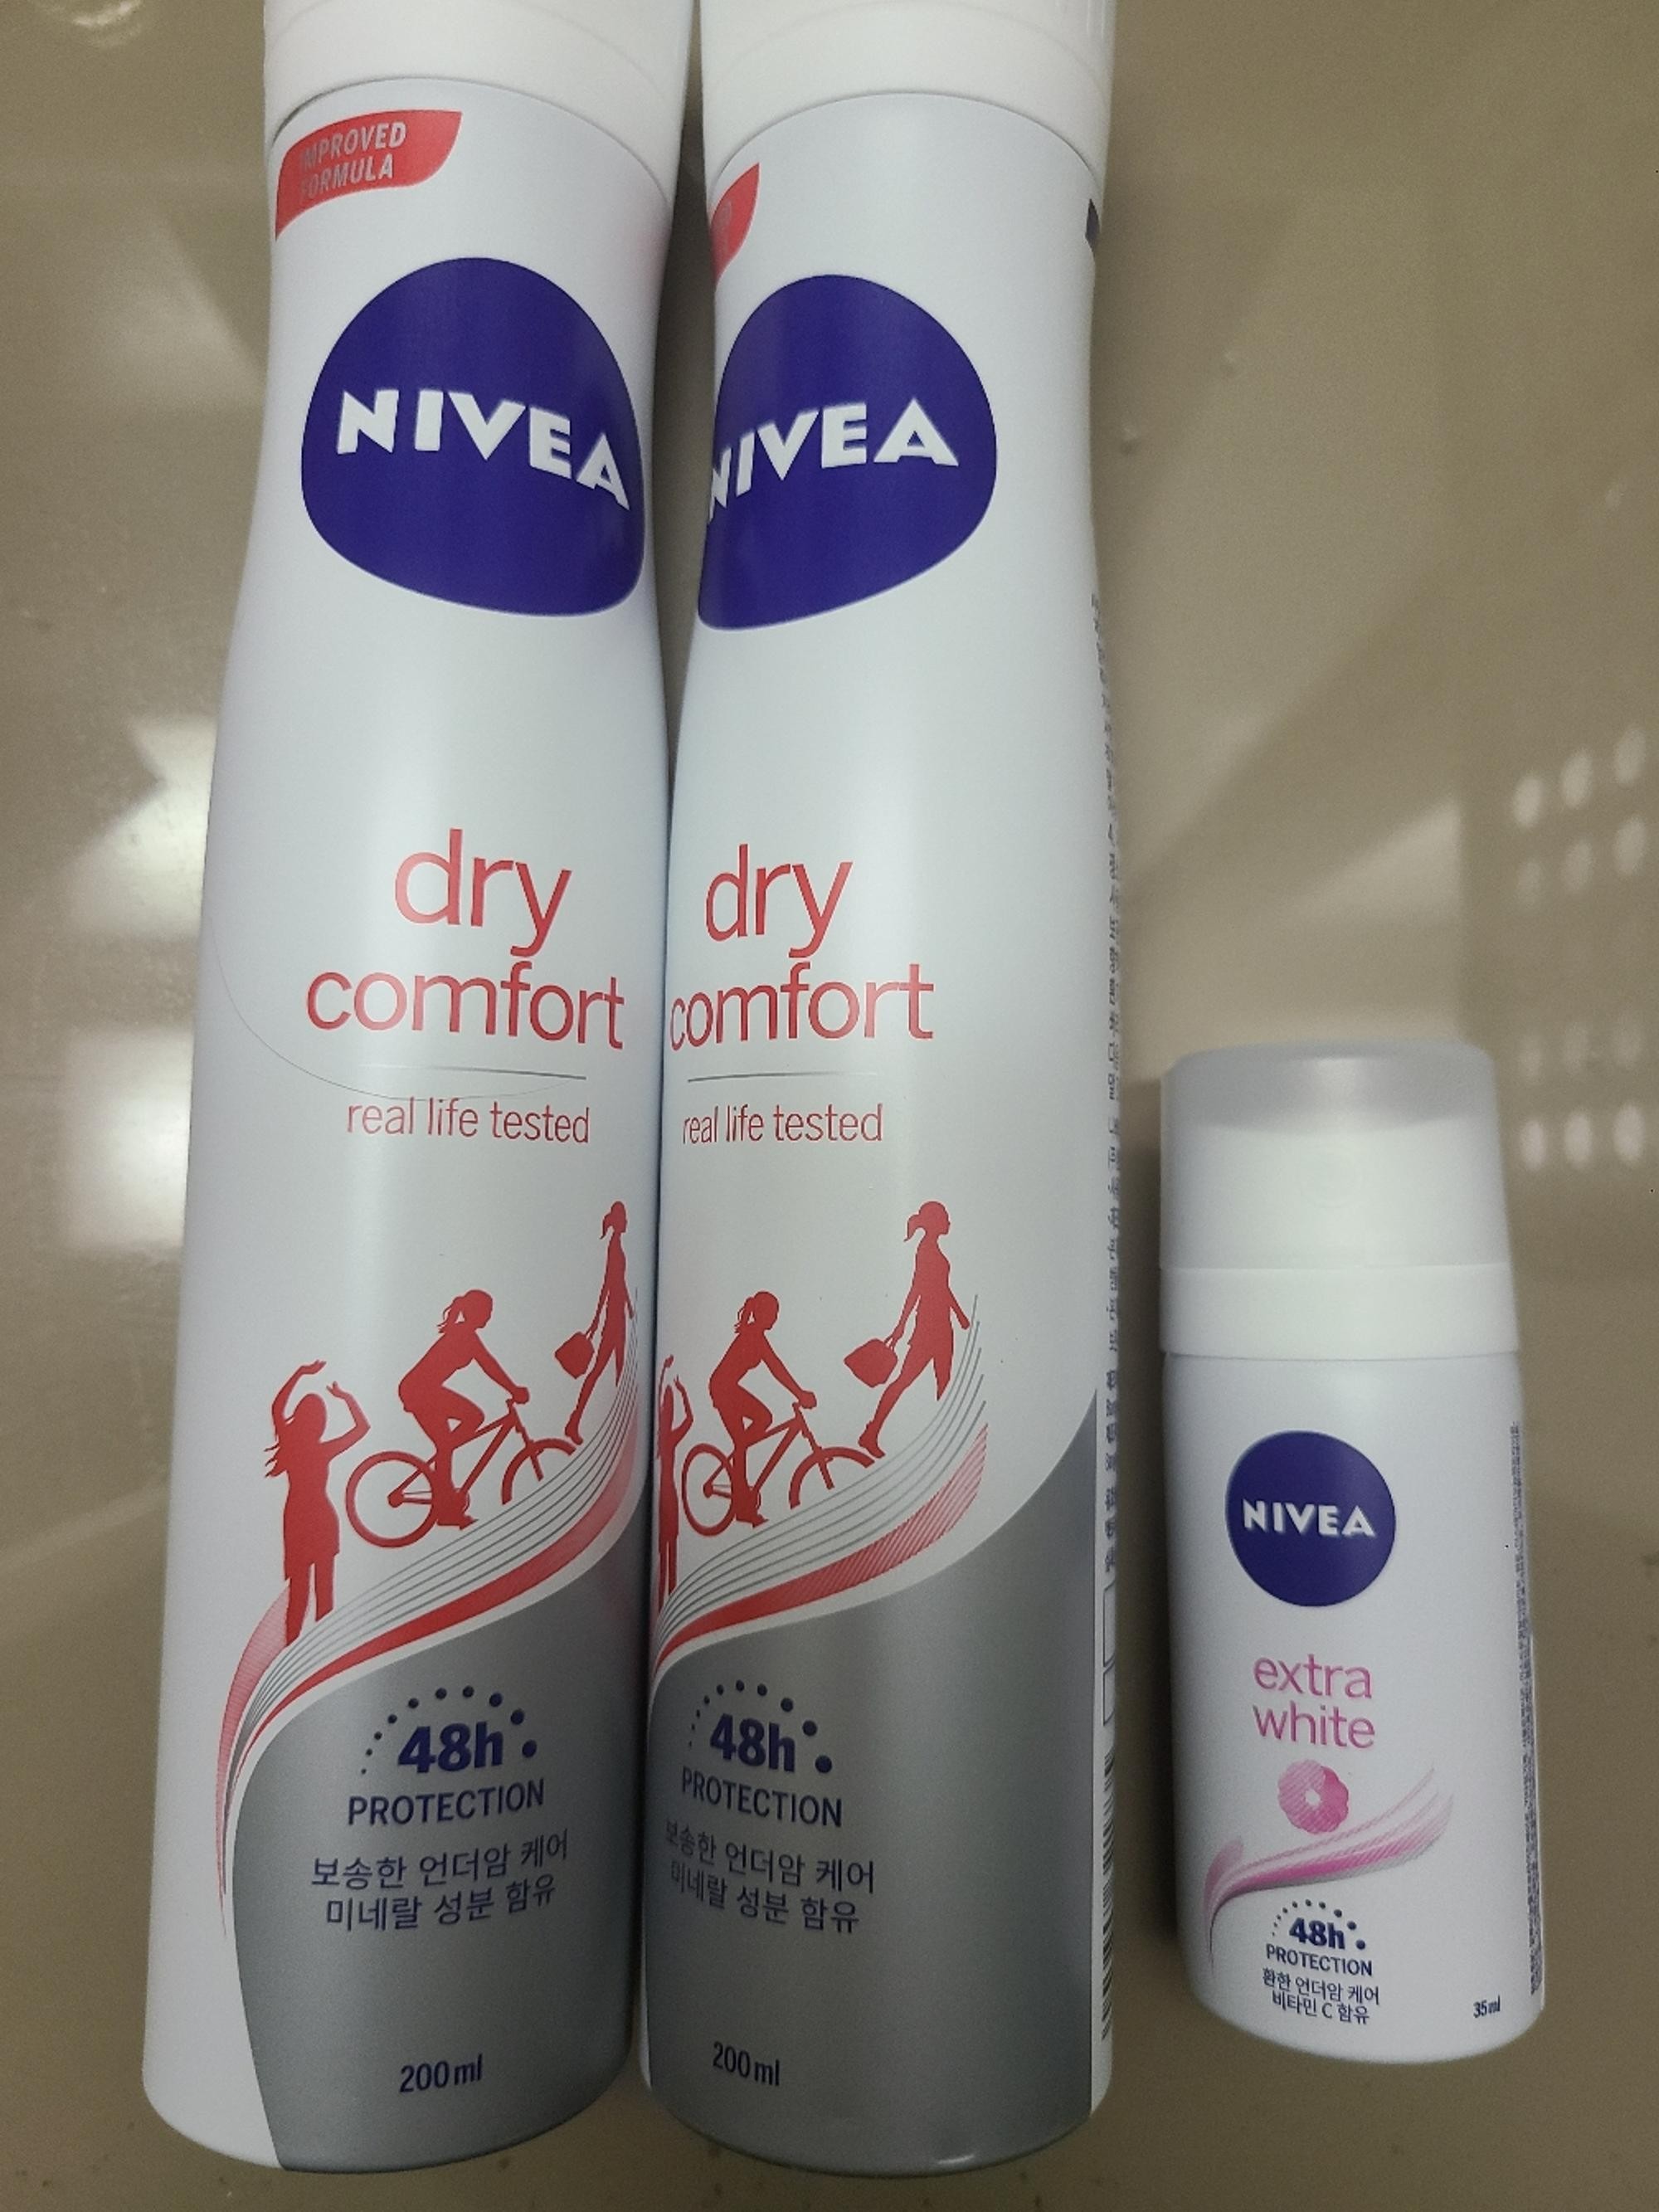 IMPROVED
FORMULA
NIVEA
dry
comfort
real life tested
48h
PROTECTION
보송한 언더암 케어
미네랄 성분 함유
200ml
NIVEA
dry
comfort
real life tested
48h
PROTECTION
보송한 언더암 케어
미네랄 성분 함유
200ml
NIVEA
extra
white
48h
PROTECTION
환한 언더암 케어
비타민 C 함유
35ml